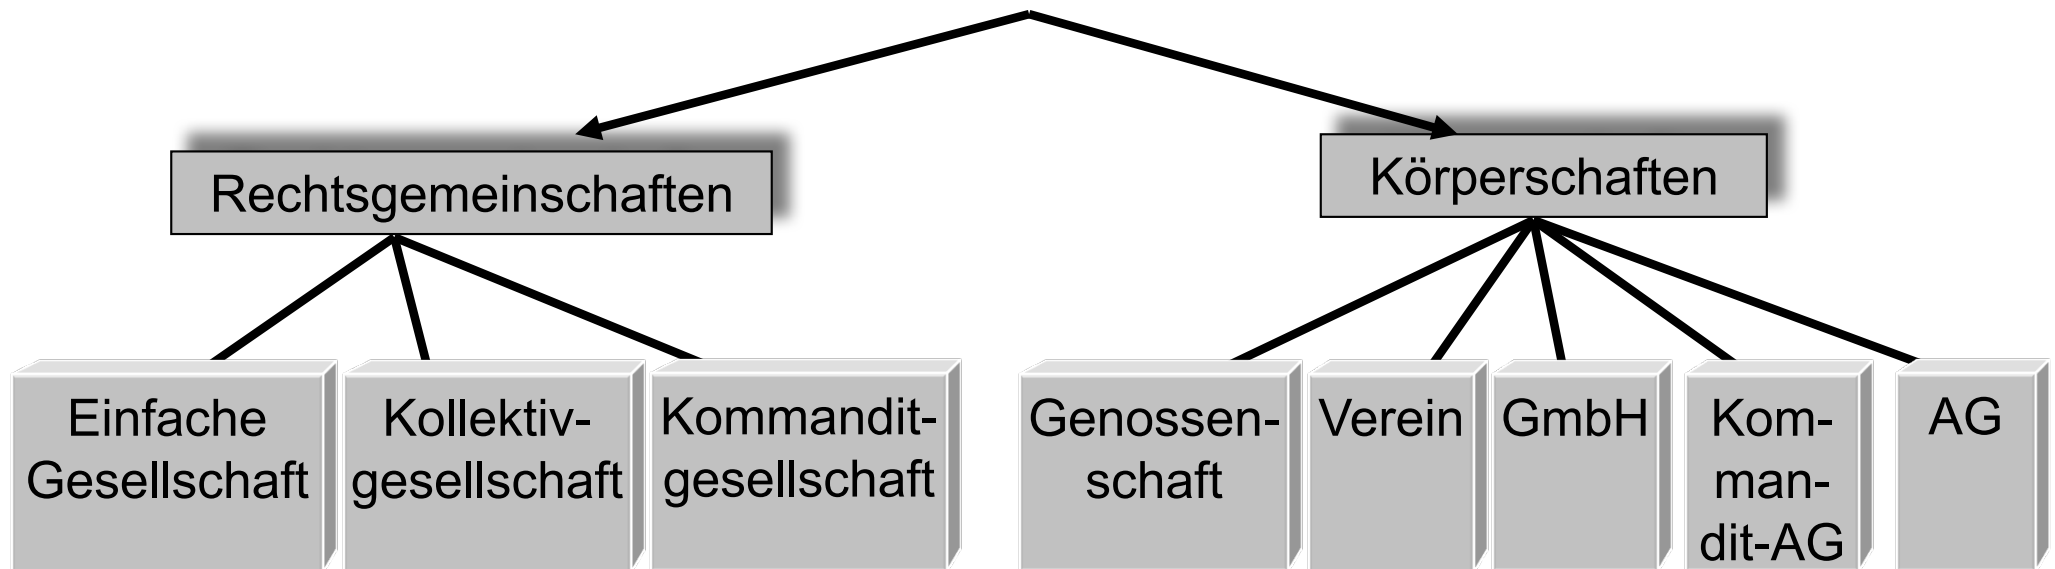 Rechtsgemeinschaften
Körperschaften
Einfache
Gesellschaft
Kollektiv-
gesellschaft
Kommandit-
gesellschaft
Genossen-
schaft
Verein
GmbH
Kom-
man-
dit-AG
AG